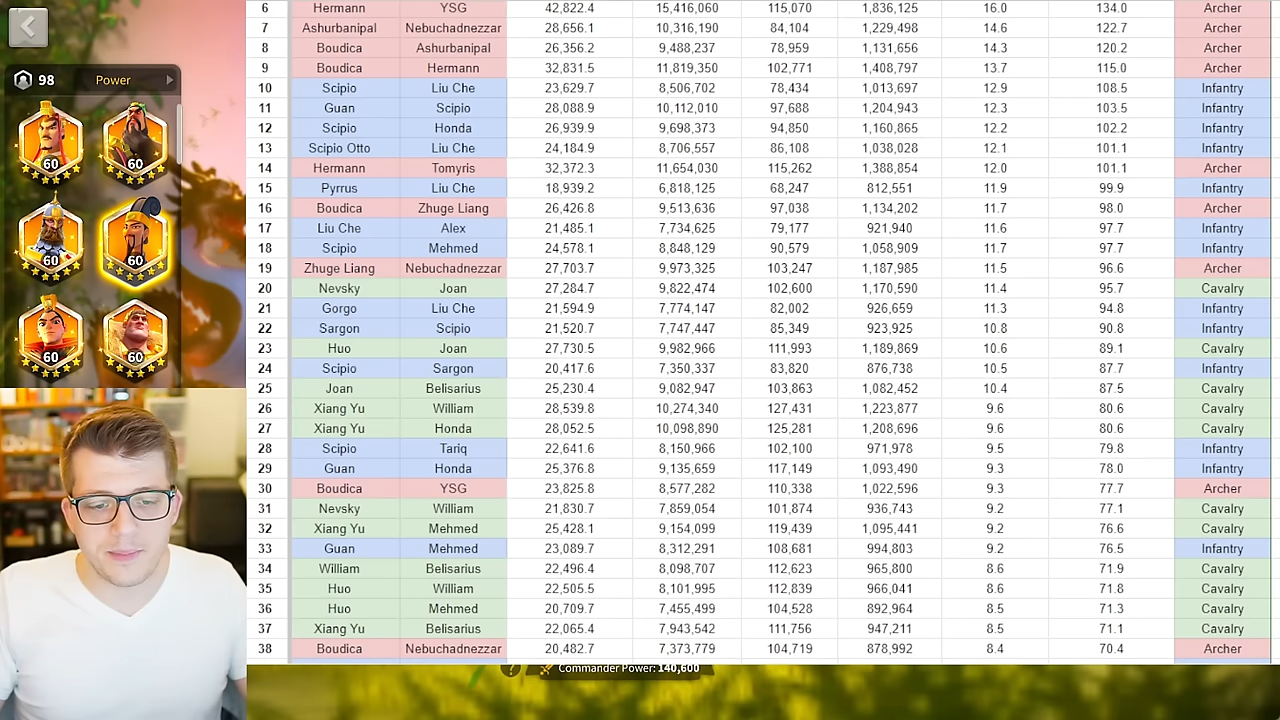 98 Power
60 60
60 60
60 60
6 Hermann YSG 42,822.4 15,416,060 115,070 1,836,125 16.0 134.0 Archer
7 Ashurbanipal Nebuchadnezzar 28,656.1 10,316,190 84,104 1,229,498 14.6 122.7 Archer
8 Boudica Ashurbanipal 26,356.2 9,488,237 78,959 1,131,656 14.3 120.2 Archer
9 Boudica Hermann 32,831.5 11,819,350 102,771 1,408,797 13.7 115.0 Archer
10 Scipio Liu Che 23,629.7 8,506,702 78,434 1,013,697 12.9 108.5 Infantry
11 Guan Scipio 28,088.9 10,112,010 97,688 1,204,943 12.3 103.5 Infantry
12 Scipio Honda 26,939.9 9,698,373 94,850 1,160,865 12.2 102.2 Infantry
13 Scipio Otto Liu Che 24,184.9 8,706,557 86,108 1,038,028 12.1 101.1 Infantry
14 Hermann Tomyris 32,372.3 11,654,030 115,262 1,388,854 12.0 101.1 Archer
15 Pyrrus Liu Che 18,939.2 6,818,125 68,247 812,551 11.9 99.9 Infantry
16 Boudica Zhuge Liang 26,426.8 9,513,636 97,038 1,134,202 11.7 98.0 Archer
17 Liu Che Alex 21,485.1 7,734,625 79,177 921,940 11.6 97.7 Infantry
18 Scipio Mehmed 24,578.1 8,848,129 90,579 1,058,909 11.7 97.7 Infantry
19 Zhuge Liang Nebuchadnezzar 27,703.7 9,973,325 103,247 1,187,985 11.5 96.6 Archer
20 Nevsky Joan 27,284.7 9,822,474 102,600 1,170,590 11.4 95.7 Cavalry
21 Gorgo Liu Che 21,594.9 7,774,147 82,002 926,659 11.3 94.8 Infantry
22 Sargon Scipio 21,520.7 7,747,447 85,349 923,925 10.8 90.8 Infantry
23 Huo Joan 27,730.5 9,982,966 111,993 1,189,869 10.6 89.1 Cavalry
24 Scipio Sargon 20,417.6 7,350,337 83,820 876,738 10.5 87.7 Infantry
25 Joan Belisarius 25,230.4 9,082,947 103,863 1,082,452 10.4 87.5 Cavalry
26 Xiang Yu William 28,539.8 10,274,340 127,431 1,223,877 9.6 80.6 Cavalry
27 Xiang Yu Honda 28,052.5 10,098,890 125,281 1,208,696 9.6 80.6 Cavalry
28 Scipio Tariq 22,641.6 8,150,966 102,100 971,978 9.5 79.8 Infantry
29 Guan Honda 25,376.8 9,135,659 117,149 1,093,490 9.3 78.0 Infantry
30 Boudica YSG 23,825.8 8,577,282 110,338 1,022,596 9.3 77.7 Archer
31 Nevsky William 21,830.7 7,859,054 101,874 936,743 9.2 77.1 Cavalry
32 Xiang Yu Mehmed 25,428.1 9,154,099 119,439 1,095,441 9.2 76.6 Cavalry
33 Guan Mehmed 23,089.7 8,312,291 108,681 994,803 9.2 76.5 Infantry
34 William Belisarius 22,496.4 8,098,707 112,623 965,800 8.6 71.9 Cavalry
35 Huo William 22,505.5 8,101,995 112,839 966,041 8.6 71.8 Cavalry
36 Huo Mehmed 20,709.7 7,455,499 104,528 892,964 8.5 71.3 Cavalry
37 Xiang Yu Belisarius 22,065.4 7,943,542 111,756 947,211 8.5 71.1 Cavalry
38 Boudica Nebuchadnezzar 20,482.7 7,373,779 104,719 878,992 8.4 70.4 Archer
? Commander Power: 140,600